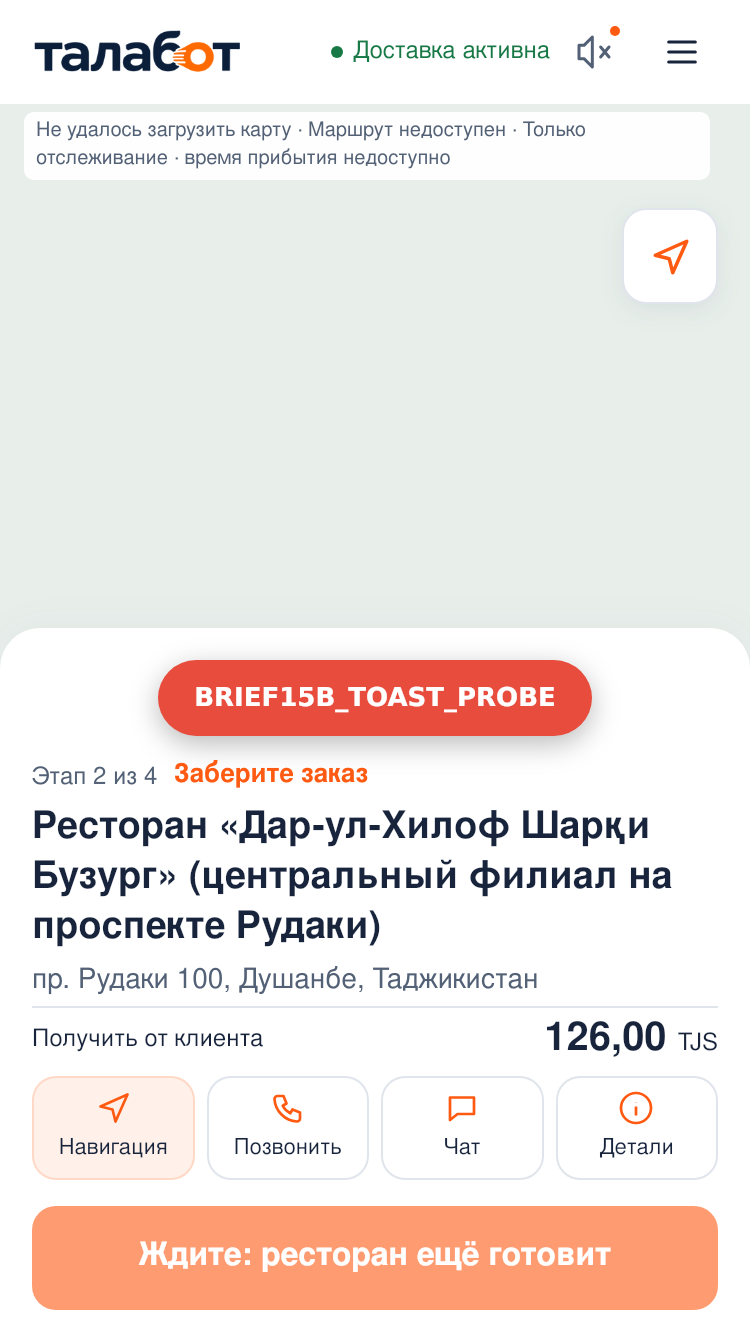 талабот
Доставка активна
Не удалось загрузить карту · Маршрут недоступен · Только
отслеживание · время прибытия недоступно
BRIEF15B_TOAST_PROBE
Этап 2 из 4 Заберите заказ
Ресторан «Дар-ул-Хилоф Шарқи
Бузург» (центральный филиал на
проспекте Рудаки)
пр. Рудаки 100, Душанбе, Таджикистан
Получить от клиента 126,00 TJS
Навигация Позвонить Чат Детали
Ждите: ресторан ещё готовит